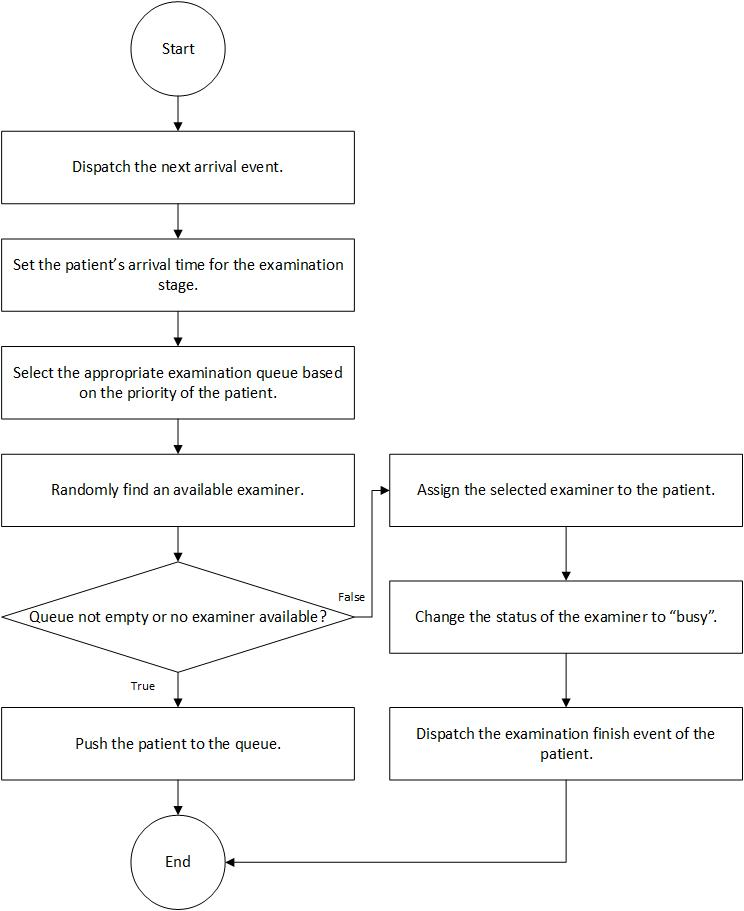 Start
Dispatch the next arrival event.
Set the patient’s arrival time for the examination
stage.
Select the appropriate examination queue based
on the priority of the patient.
Randomly find an available examiner.
Queue not empty or no examiner available?
False
True
Push the patient to the queue.
Assign the selected examiner to the patient.
Change the status of the examiner to “busy”.
Dispatch the examination finish event of the
patient.
End